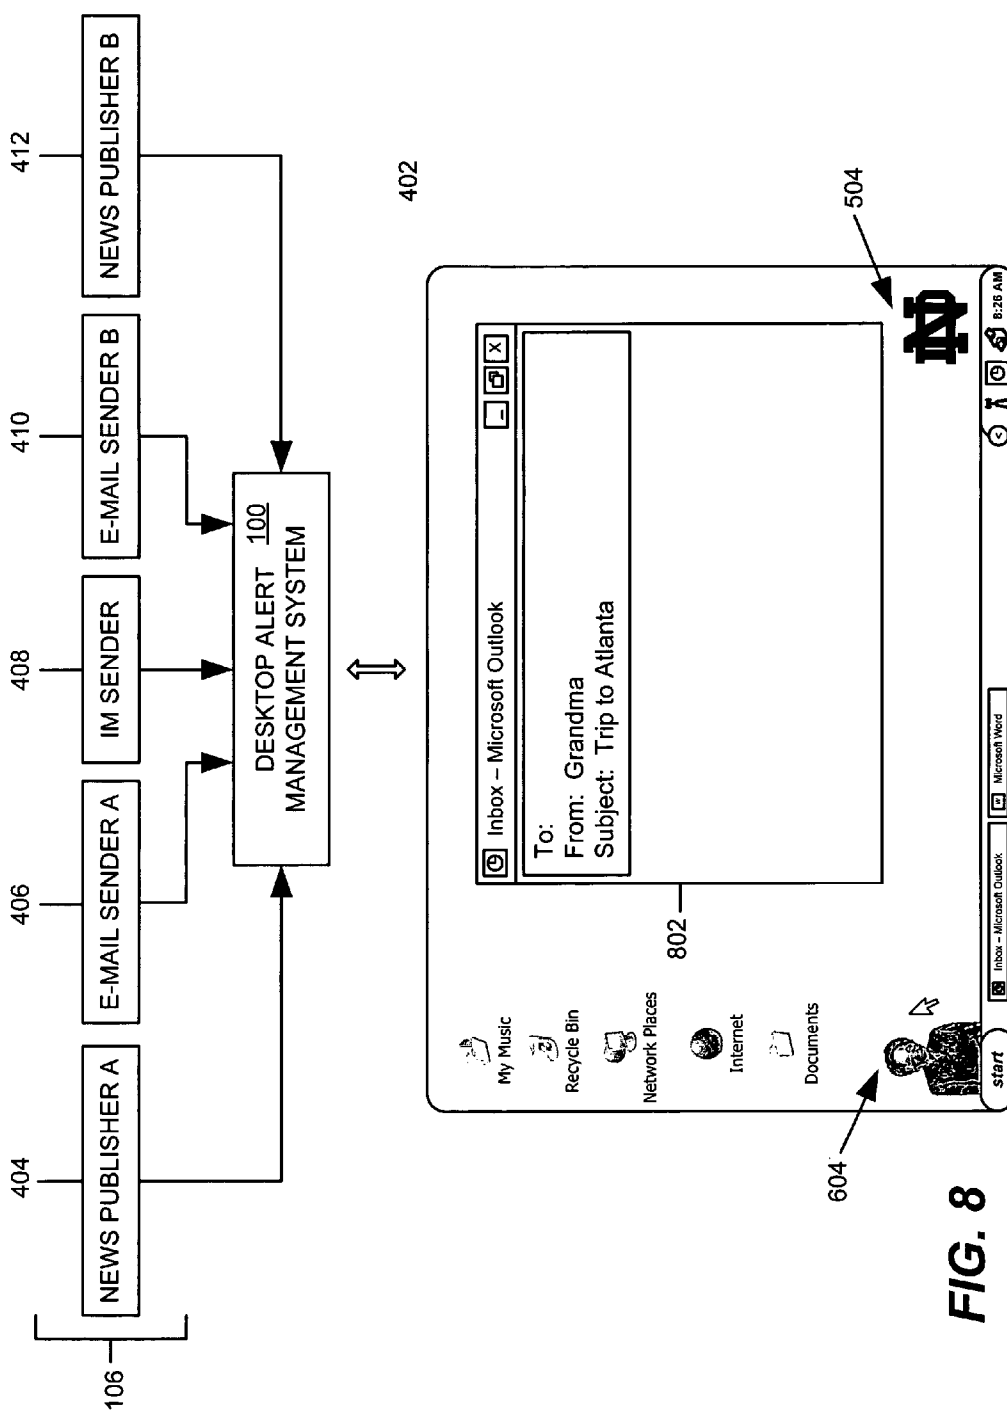 106
404
406
408
410
412
NEWS PUBLISHER A
E-MAIL SENDER A
IM SENDER
E-MAIL SENDER B
NEWS PUBLISHER B
DESKTOP ALERT 100
MANAGEMENT SYSTEM
402
Inbox – Microsoft Outlook
_
X
To:
From: Grandma
Subject: Trip to Atlanta
802
My Music
Recycle Bin
Network Places
Internet
Documents
604
504
ND
start
Inbox – Microsoft Outlook
W Microsoft Word
<
8:26 AM
FIG. 8